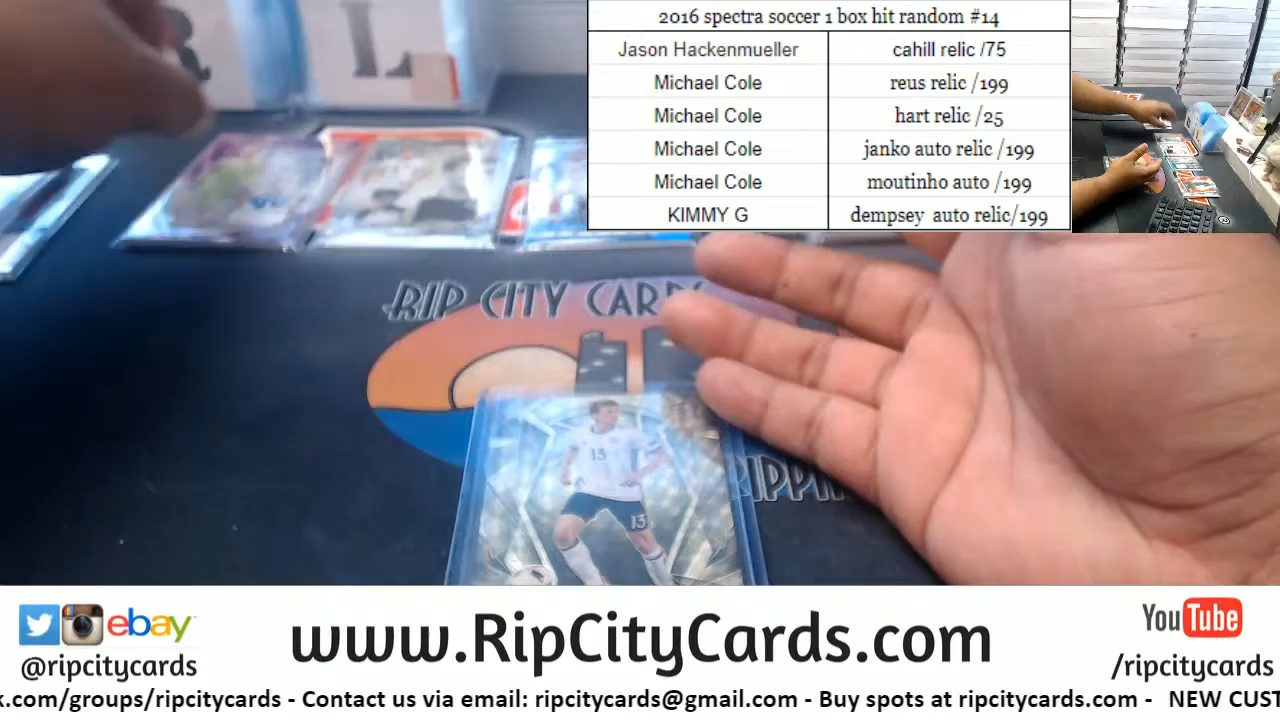 2016 spectra soccer 1 box hit random #14
Jason Hackenmueller cahill relic /75
Michael Cole reus relic /199
Michael Cole hart relic /25
Michael Cole janko auto relic /199
Michael Cole moutinho auto /199
KIMMY G dempsey auto relic/199
L
RIP CITY CARDS
13
13
ebay
@ripcitycards
www.RipCityCards.com
YouTube
/ripcitycards
k.com/groups/ripcitycards - Contact us via email: ripcitycards@gmail.com - Buy spots at ripcitycards.com - NEW CUST